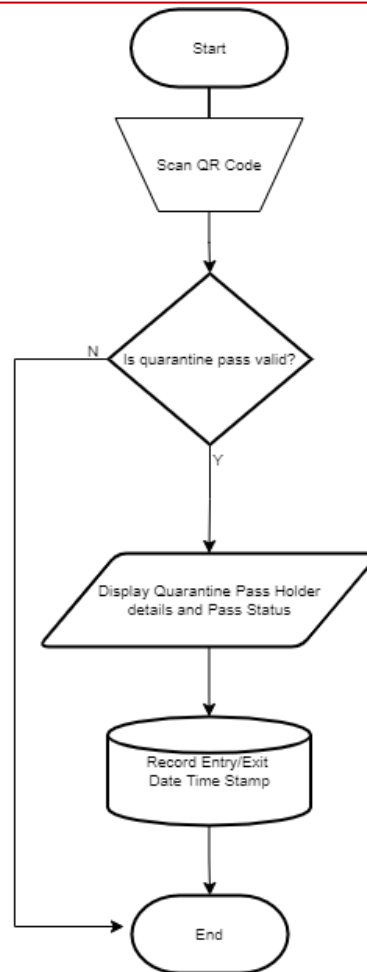 Start
Scan QR Code
N
Is quarantine pass valid?
Y
Display Quarantine Pass Holder
details and Pass Status
Record Entry/Exit
Date Time Stamp
End